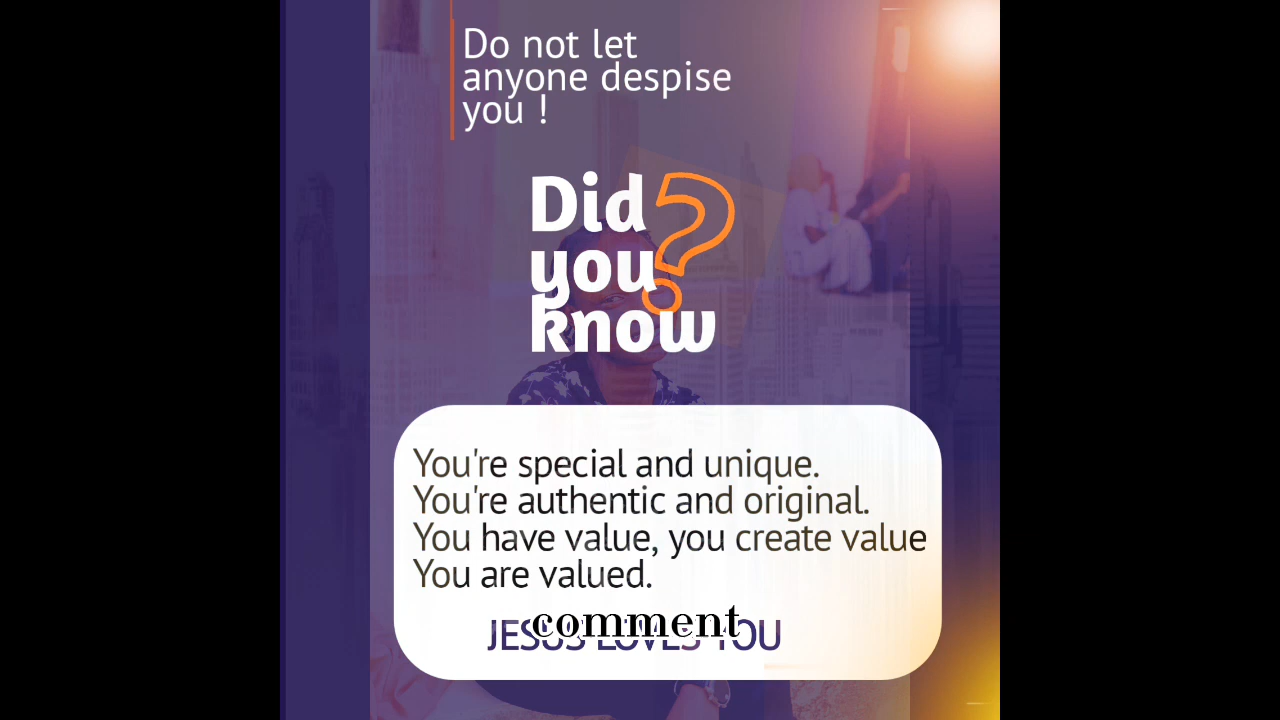 Do not let
anyone despise
you !
Did
you
know ?
You're special and unique.
You're authentic and original.
You have value, you create value
You are valued.
comment
JESUS LOVES YOU